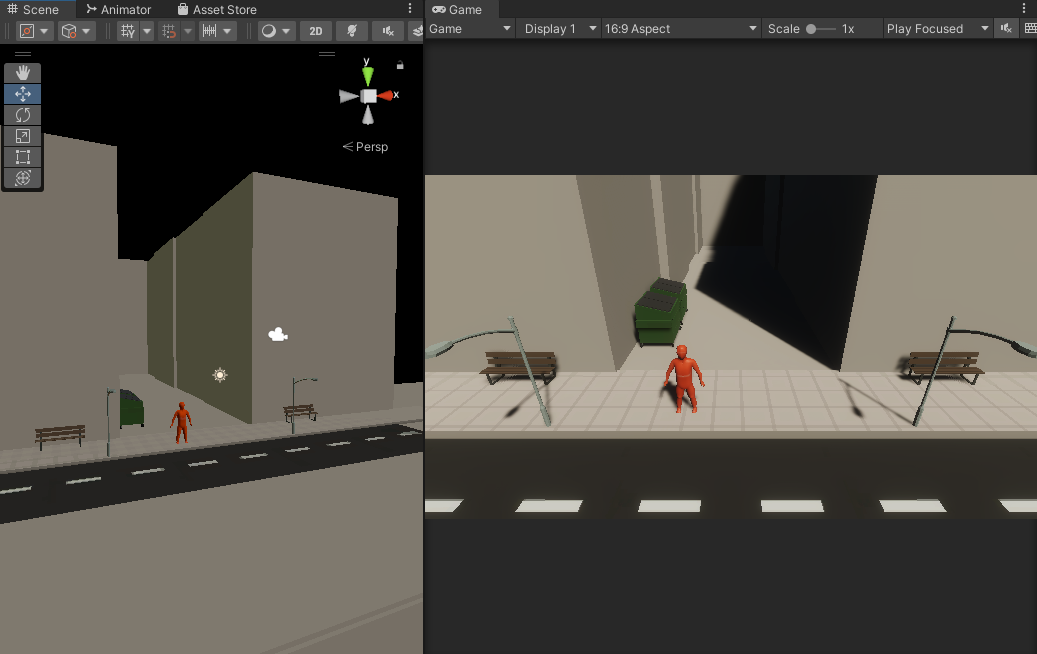 Scene Animator Asset Store
2D
y
x
Persp
Game
Game Display 1 16:9 Aspect Scale 1x Play Focused